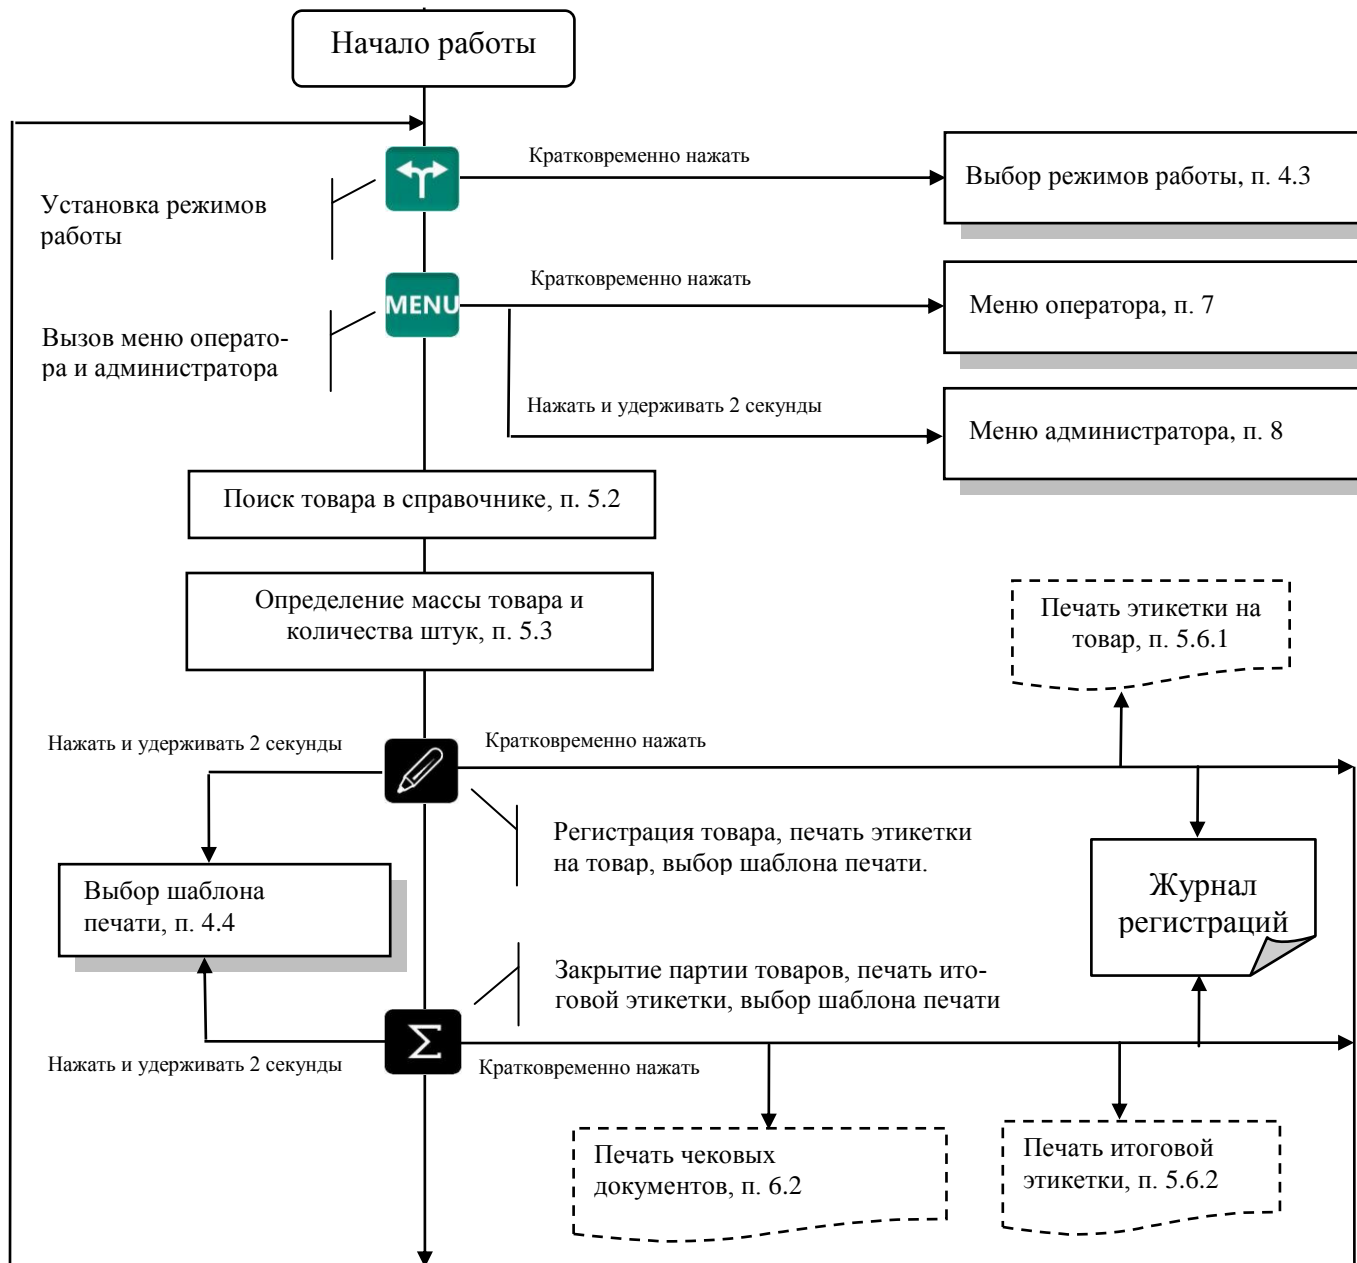 Начало работы
Кратковременно нажать
Выбор режимов работы, п. 4.3
Установка режимов
работы
Кратковременно нажать
MENU
Меню оператора, п. 7
Вызов меню операто-
ра и администратора
Нажать и удерживать 2 секунды
Меню администратора, п. 8
Поиск товара в справочнике, п. 5.2
Определение массы товара и
количества штук, п. 5.3
Печать этикетки на
товар, п. 5.6.1
Нажать и удерживать 2 секунды
Кратковременно нажать
Регистрация товара, печать этикетки
на товар, выбор шаблона печати.
Выбор шаблона
печати, п. 4.4
Журнал
регистраций
Закрытие партии товаров, печать ито-
говой этикетки, выбор шаблона печати
Σ
Нажать и удерживать 2 секунды
Кратковременно нажать
Печать чековых
документов, п. 6.2
Печать итоговой
этикетки, п. 5.6.2